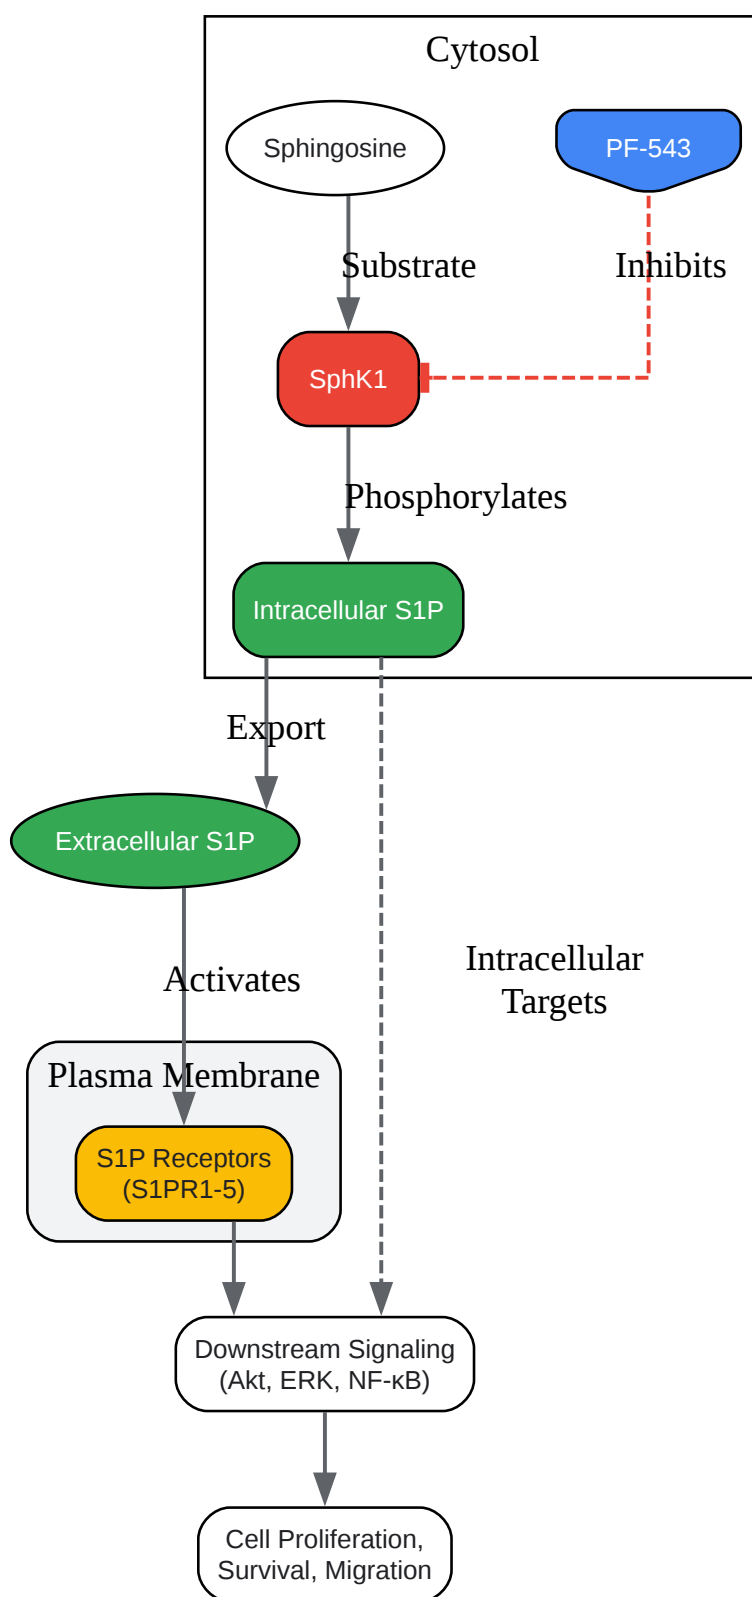 Cytosol
Sphingosine
PF-543
Substrate
Inhibits
SphK1
Phosphorylates
Intracellular S1P
Export
Extracellular S1P
Intracellular
Targets
Activates
Plasma Membrane
S1P Receptors
(S1PR1-5)
Downstream Signaling
(Akt, ERK, NF-κB)
Cell Proliferation,
Survival, Migration